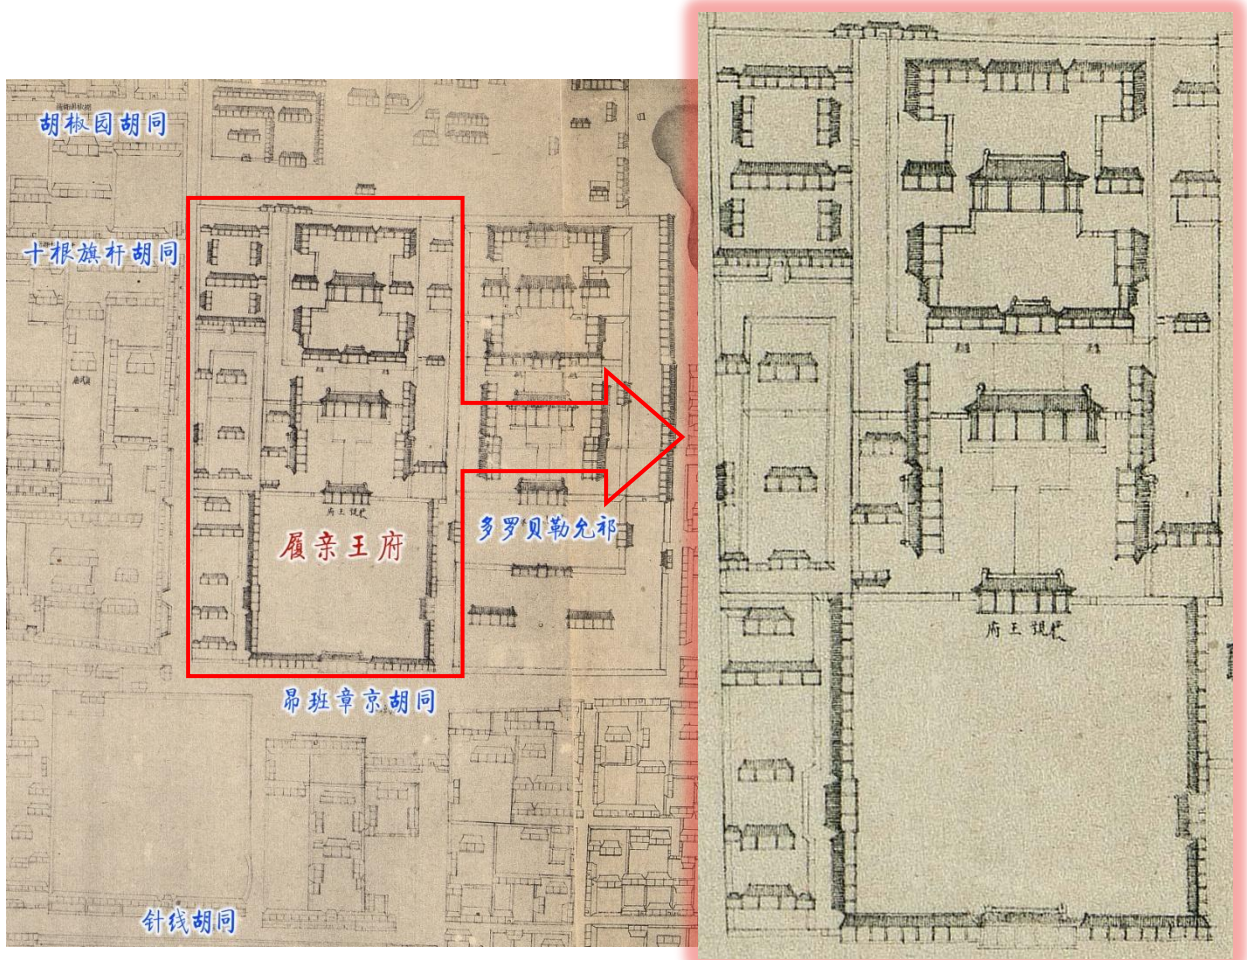 胡椒园胡同
十根旗杆胡同
履亲王府
多罗贝勒允祁
昂班章京胡同
针线胡同